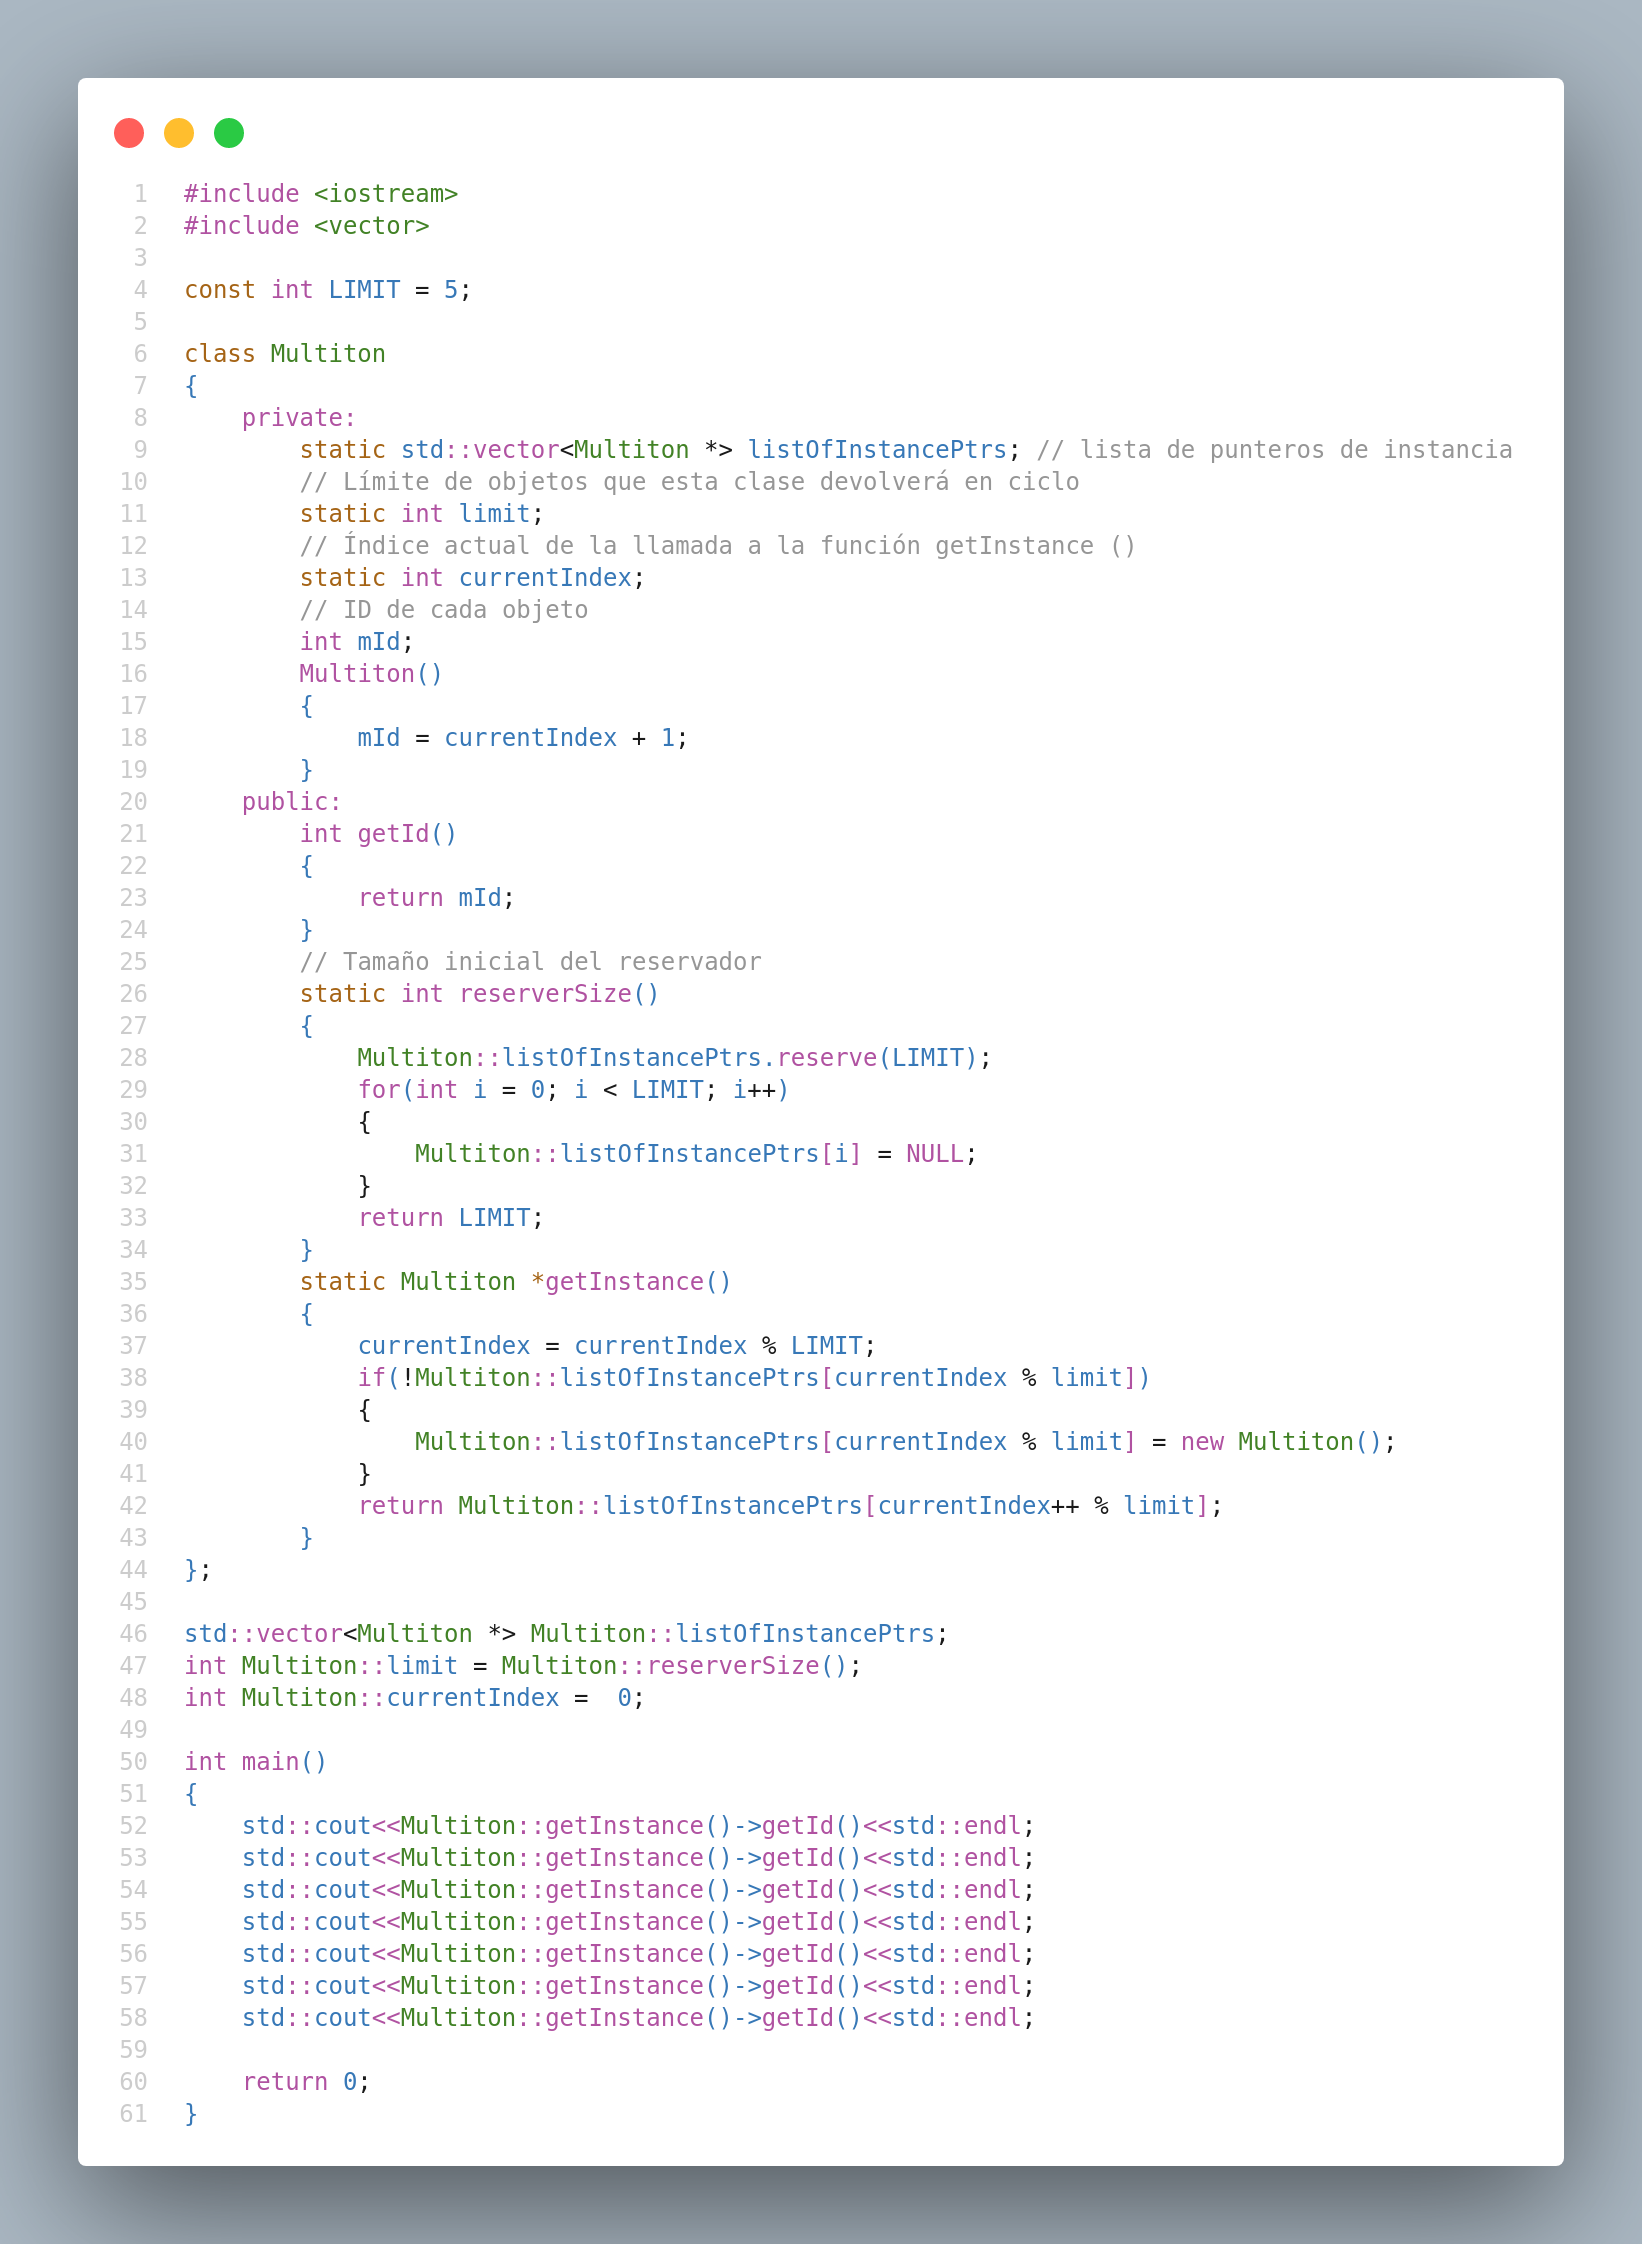 1 #include <iostream>
2 #include <vector>
3
4 const int LIMIT = 5;
5
6 class Multiton
7 {
8     private:
9         static std::vector<Multiton *> listOfInstancePtrs; // lista de punteros de instancia
10         // Límite de objetos que esta clase devolverá en ciclo
11         static int limit;
12         // Índice actual de la llamada a la función getInstance ()
13         static int currentIndex;
14         // ID de cada objeto
15         int mId;
16         Multiton()
17         {
18             mId = currentIndex + 1;
19         }
20     public:
21         int getId()
22         {
23             return mId;
24         }
25         // Tamaño inicial del reservador
26         static int reserverSize()
27         {
28             Multiton::listOfInstancePtrs.reserve(LIMIT);
29             for(int i = 0; i < LIMIT; i++)
30             {
31                 Multiton::listOfInstancePtrs[i] = NULL;
32             }
33             return LIMIT;
34         }
35         static Multiton *getInstance()
36         {
37             currentIndex = currentIndex % LIMIT;
38             if(!Multiton::listOfInstancePtrs[currentIndex % limit])
39             {
40                 Multiton::listOfInstancePtrs[currentIndex % limit] = new Multiton();
41             }
42             return Multiton::listOfInstancePtrs[currentIndex++ % limit];
43         }
44 };
45
46 std::vector<Multiton *> Multiton::listOfInstancePtrs;
47 int Multiton::limit = Multiton::reserverSize();
48 int Multiton::currentIndex =  0;
49
50 int main()
51 {
52     std::cout<<Multiton::getInstance()->getId()<<std::endl;
53     std::cout<<Multiton::getInstance()->getId()<<std::endl;
54     std::cout<<Multiton::getInstance()->getId()<<std::endl;
55     std::cout<<Multiton::getInstance()->getId()<<std::endl;
56     std::cout<<Multiton::getInstance()->getId()<<std::endl;
57     std::cout<<Multiton::getInstance()->getId()<<std::endl;
58     std::cout<<Multiton::getInstance()->getId()<<std::endl;
59
60     return 0;
61 }